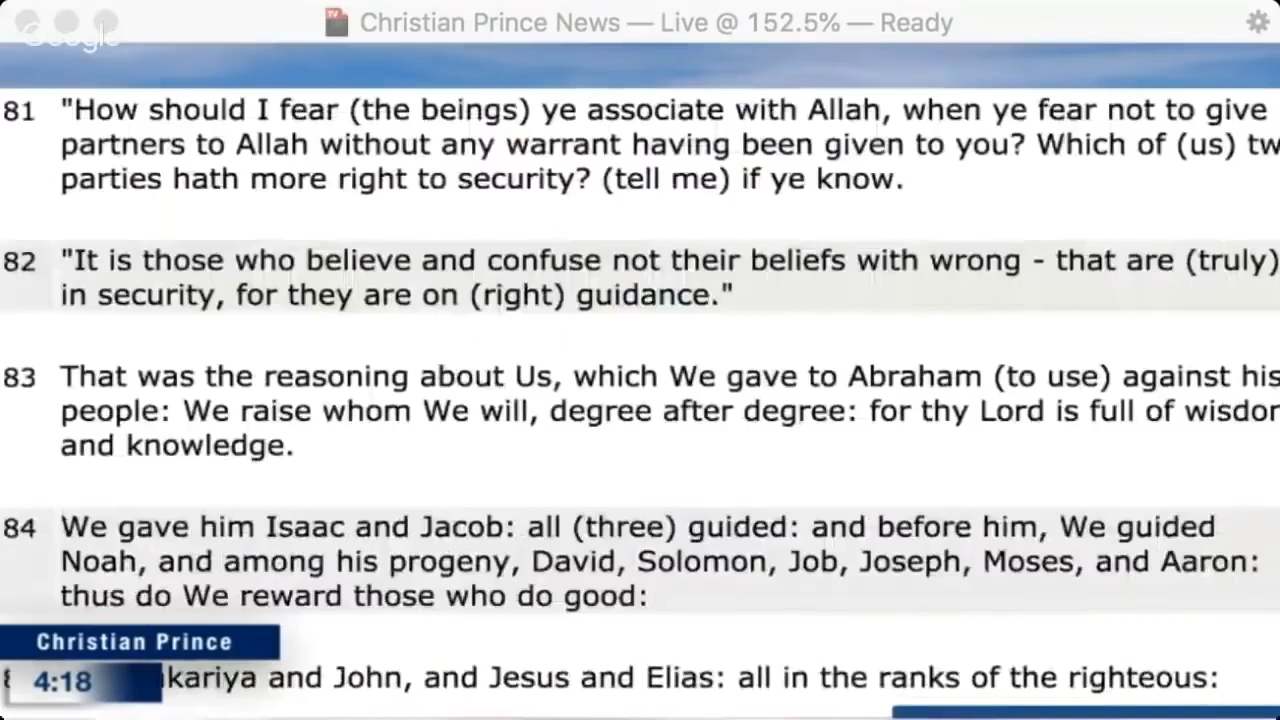 Christian Prince News — Live @ 152.5% — Ready
Google
81 "How should I fear (the beings) ye associate with Allah, when ye fear not to give
partners to Allah without any warrant having been given to you? Which of (us) tw
parties hath more right to security? (tell me) if ye know.
82 "It is those who believe and confuse not their beliefs with wrong - that are (truly)
in security, for they are on (right) guidance."
83 That was the reasoning about Us, which We gave to Abraham (to use) against his
people: We raise whom We will, degree after degree: for thy Lord is full of wisdom
and knowledge.
84 We gave him Isaac and Jacob: all (three) guided: and before him, We guided
Noah, and among his progeny, David, Solomon, Job, Joseph, Moses, and Aaron:
thus do We reward those who do good:
Christian Prince
4:18
kariya and John, and Jesus and Elias: all in the ranks of the righteous: